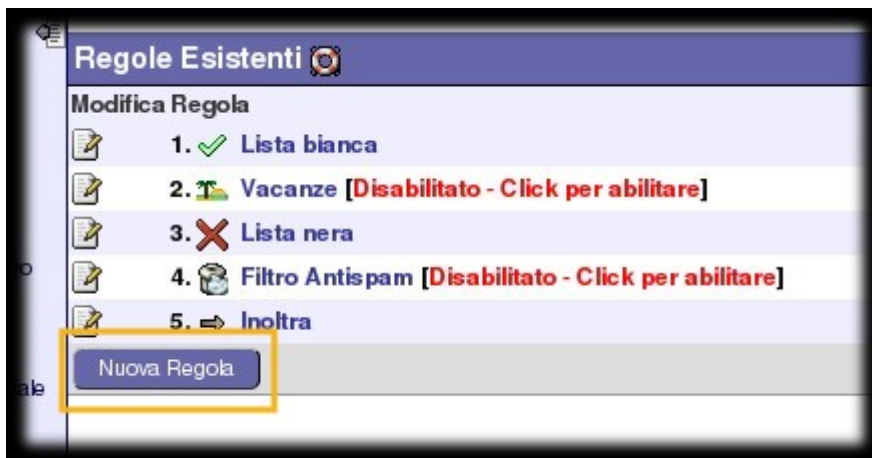 Regole Esistenti
Modifica Regola
1. Lista bianca
2. Vacanze [Disabilitato - Click per abilitare]
3. Lista nera
4. Filtro Antispam [Disabilitato - Click per abilitare]
5. Inoltra
Nuova Regola